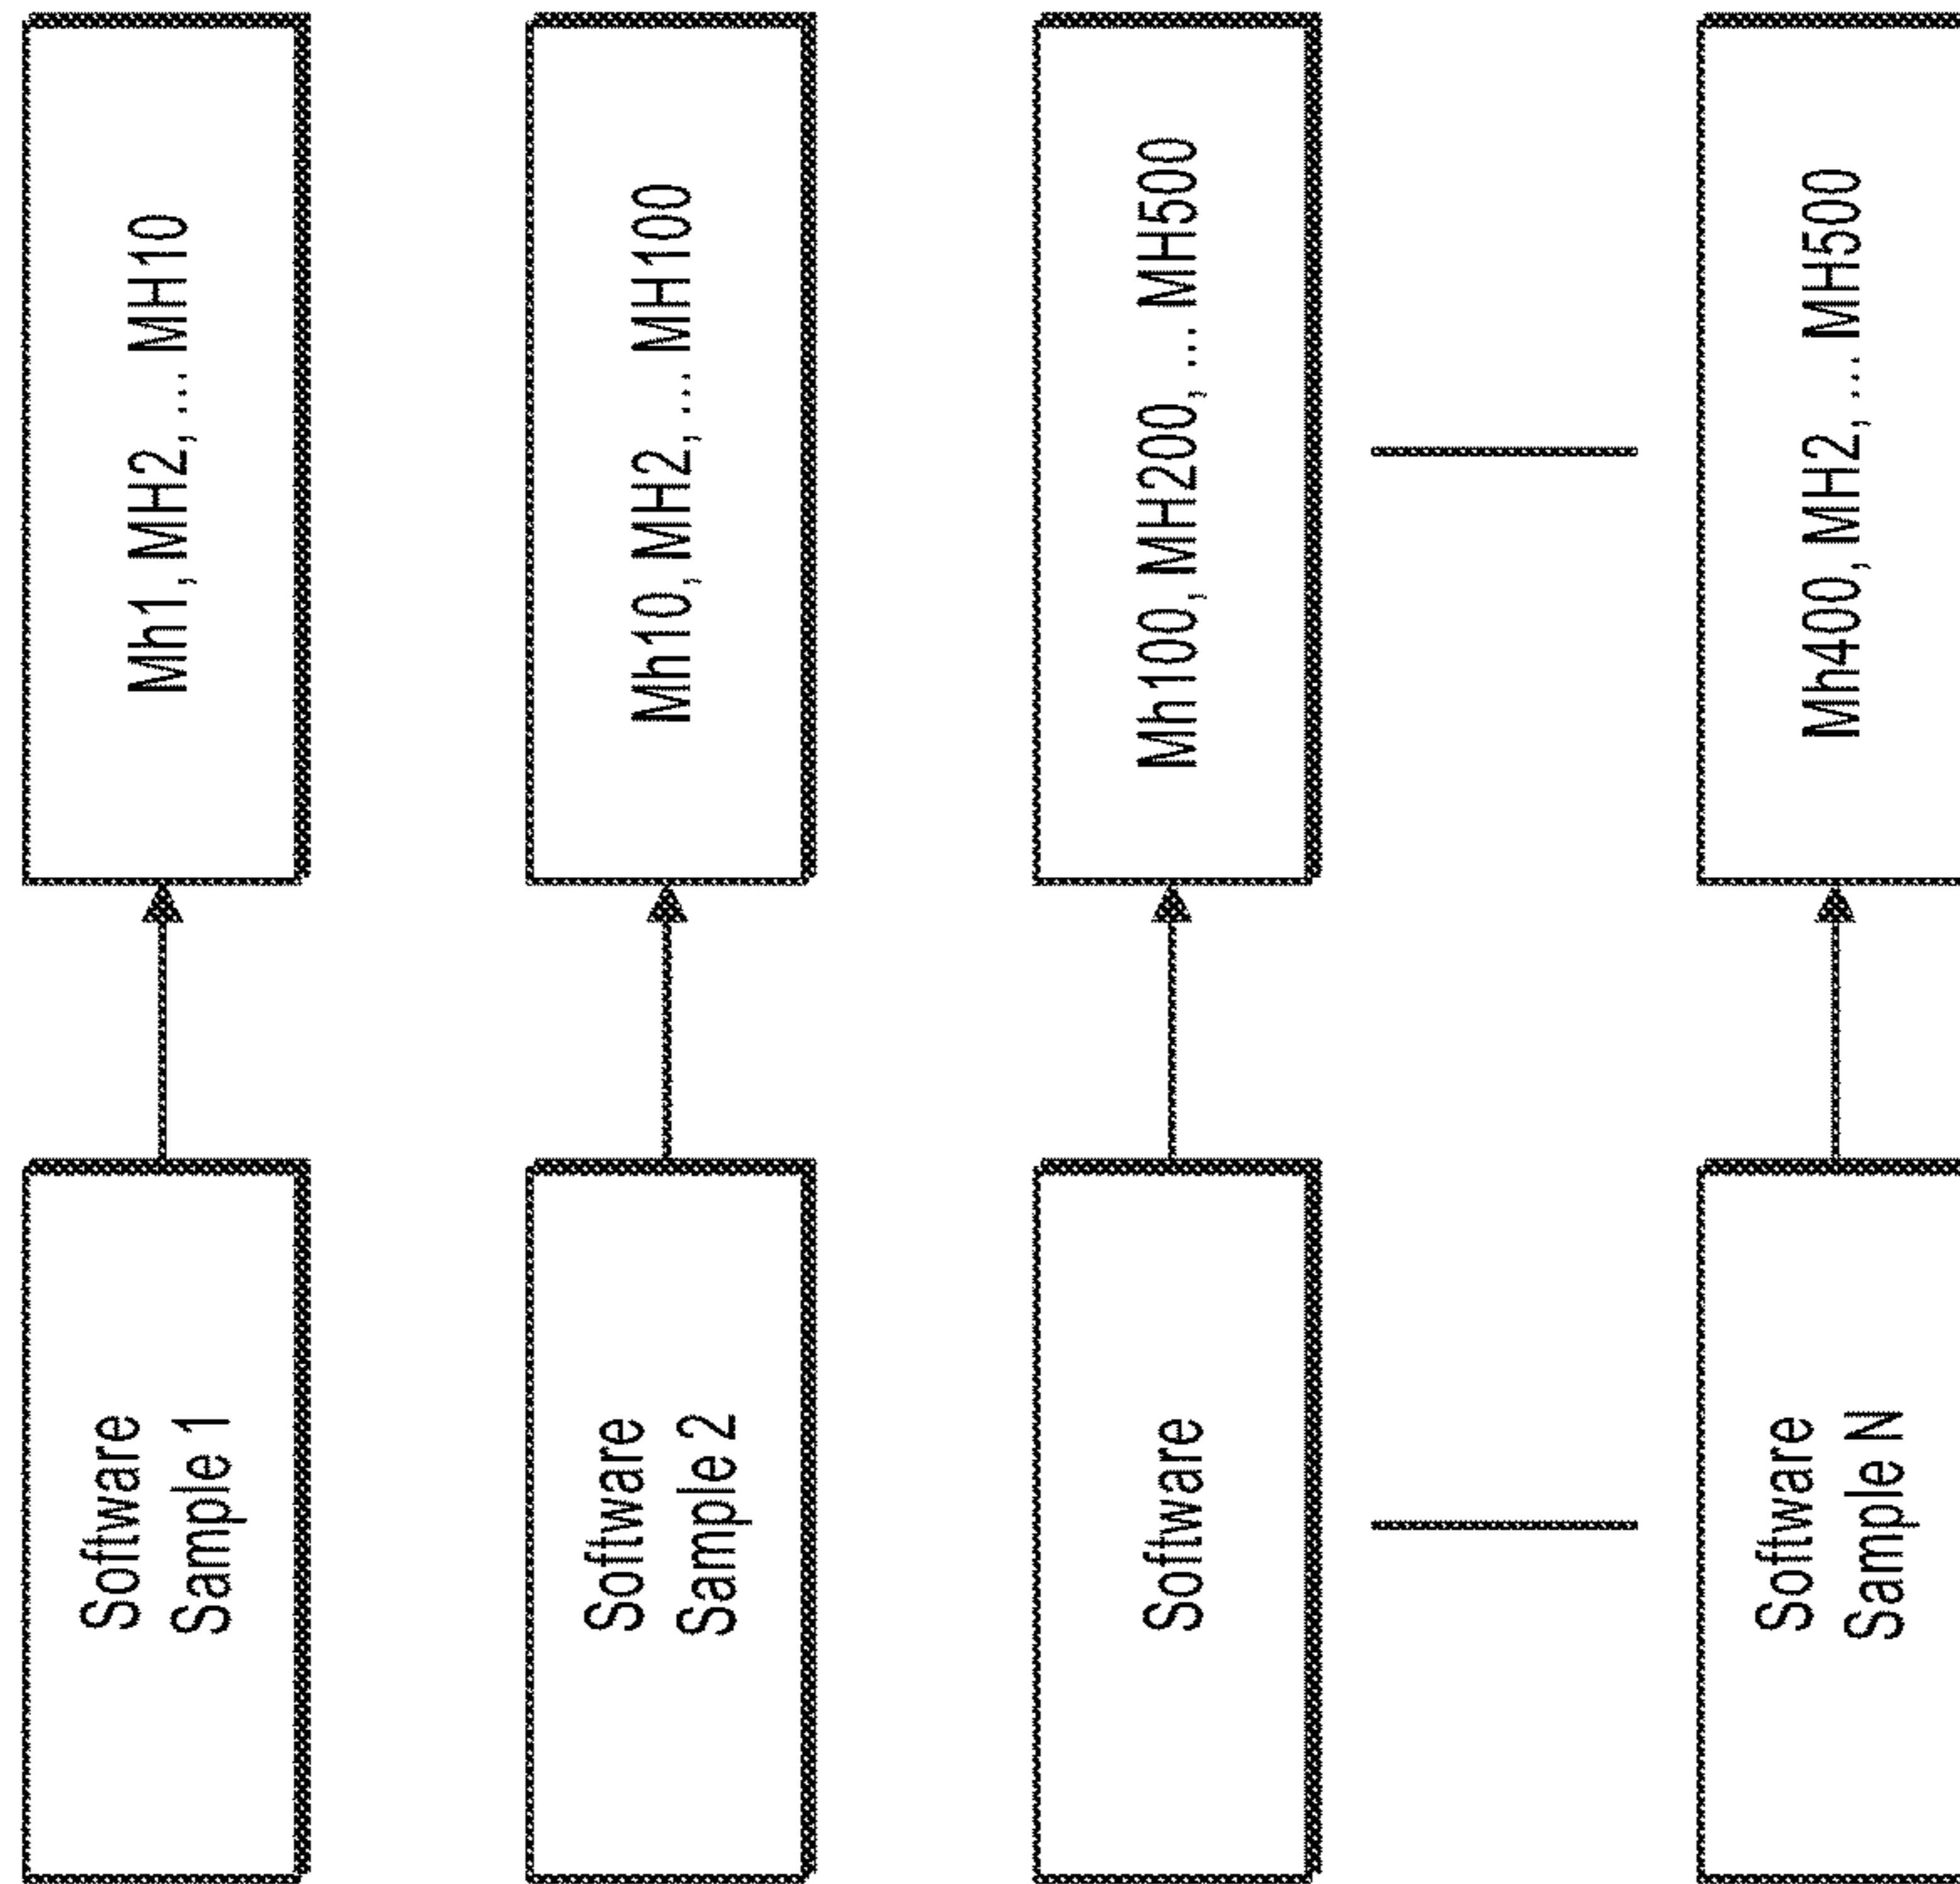 Software
Sample 1
Mh1, MH2, ... MH10
Software
Sample 2
Mh10, MH2, ... MH100
Software
Mh100, MH200, ... MH500
Software
Sample N
Mh400, MH2, ... MH500